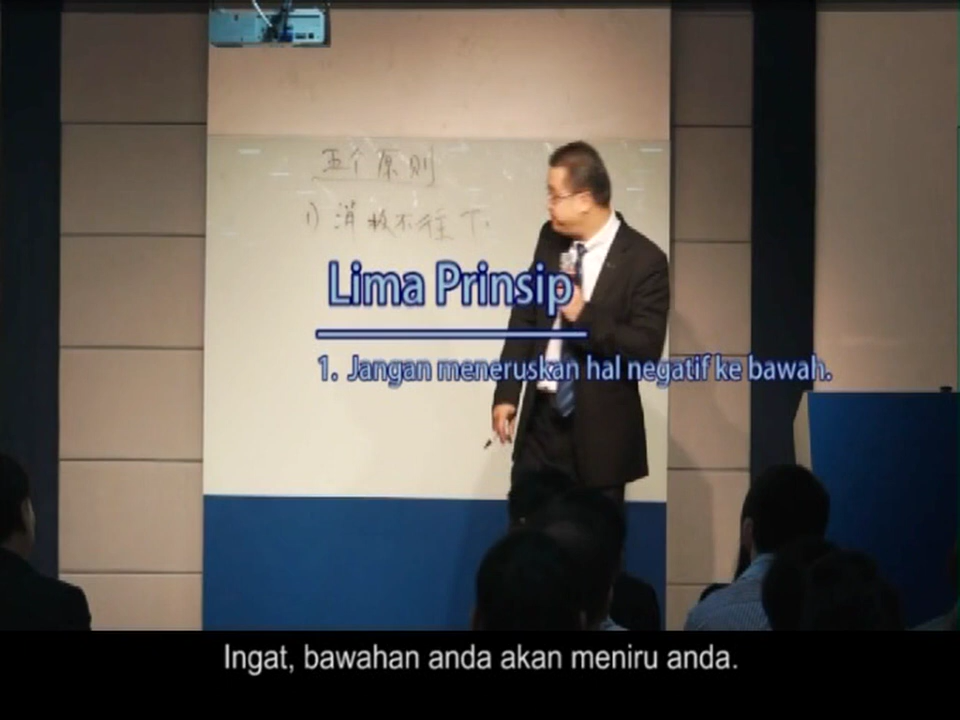 五个原则
1) 消极不往下
Lima Prinsip
1. Jangan meneruskan hal negatif ke bawah.
Ingat, bawahan anda akan meniru anda.